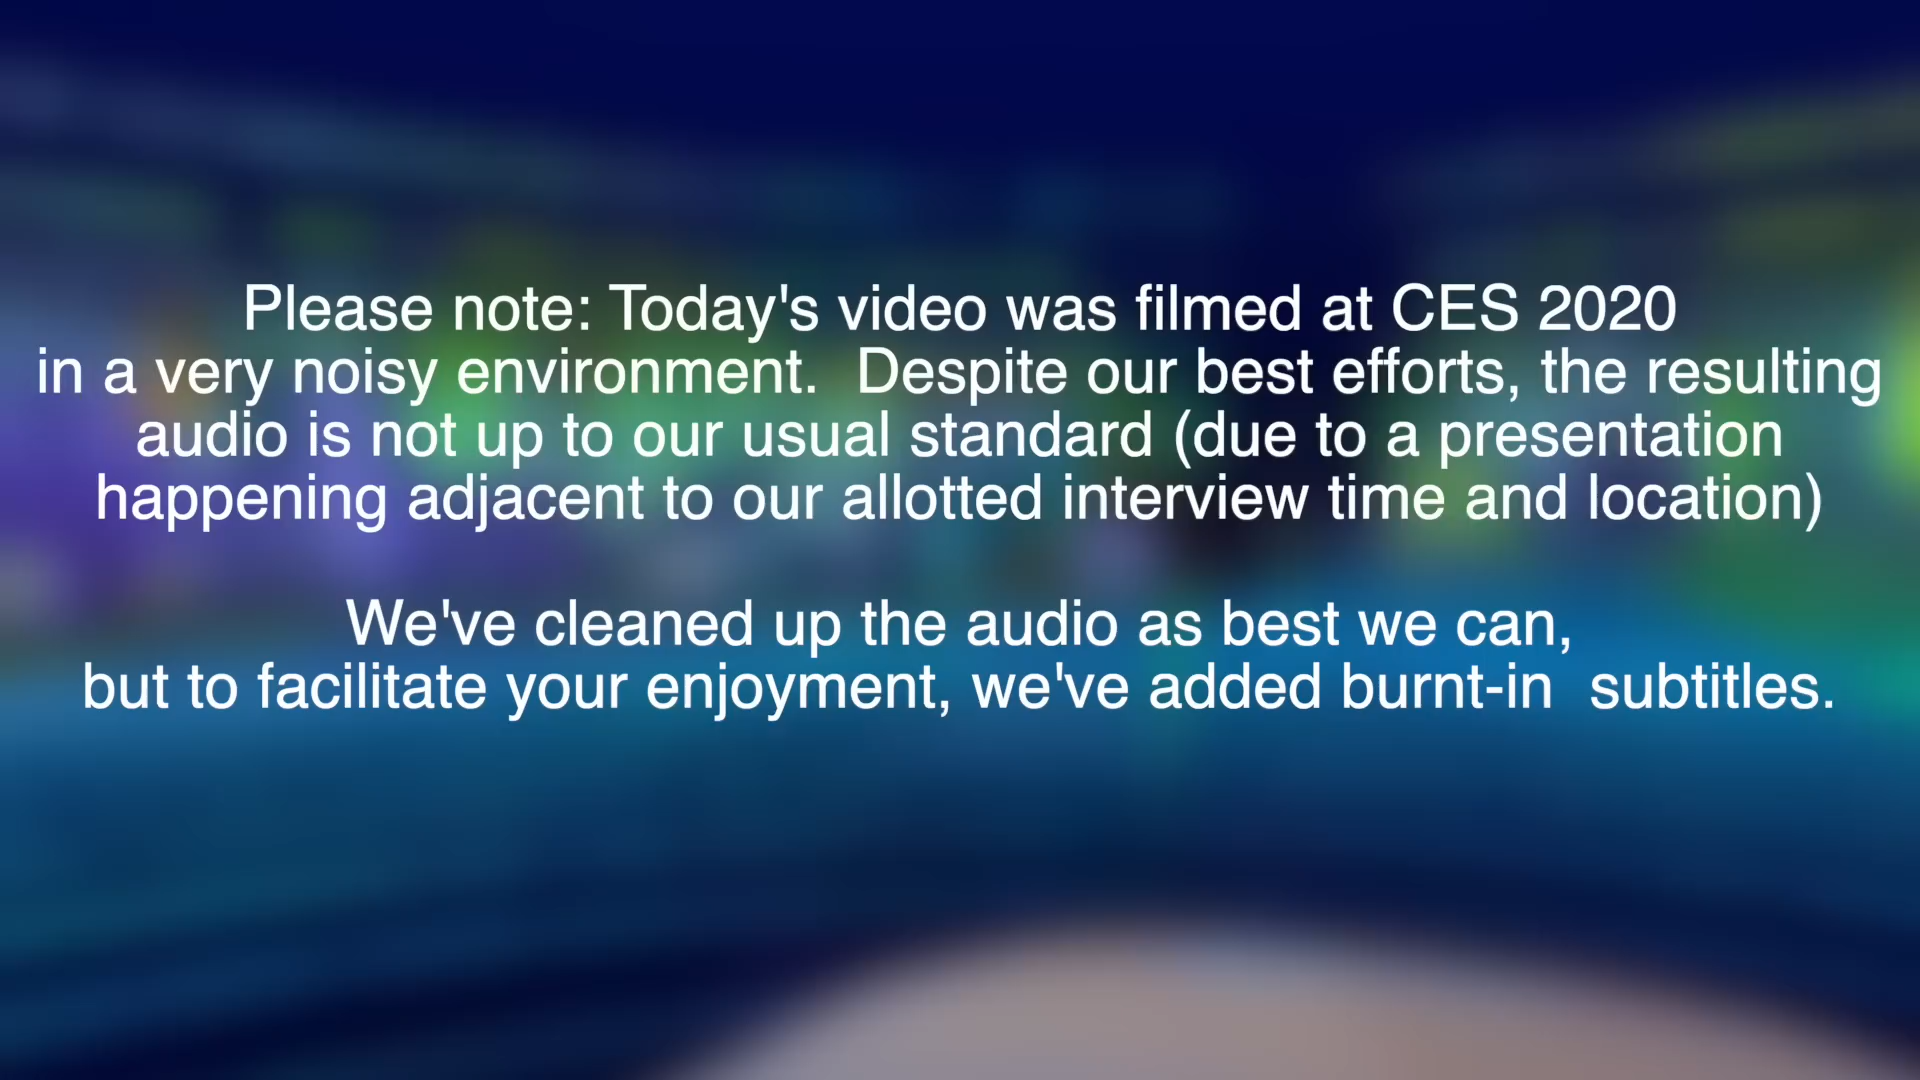 Please note: Today's video was filmed at CES 2020
in a very noisy environment.  Despite our best efforts, the resulting
audio is not up to our usual standard (due to a presentation
happening adjacent to our allotted interview time and location)
We've cleaned up the audio as best we can,
but to facilitate your enjoyment, we've added burnt-in  subtitles.